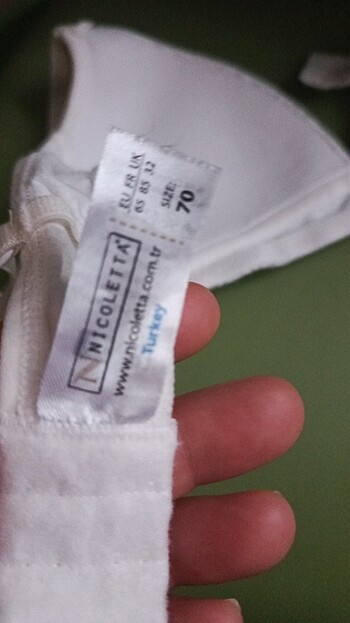 EU FR UK
65 85 32
SIZE:
70
N NICOLETTA
www.nicoletta.com.tr
Turkey